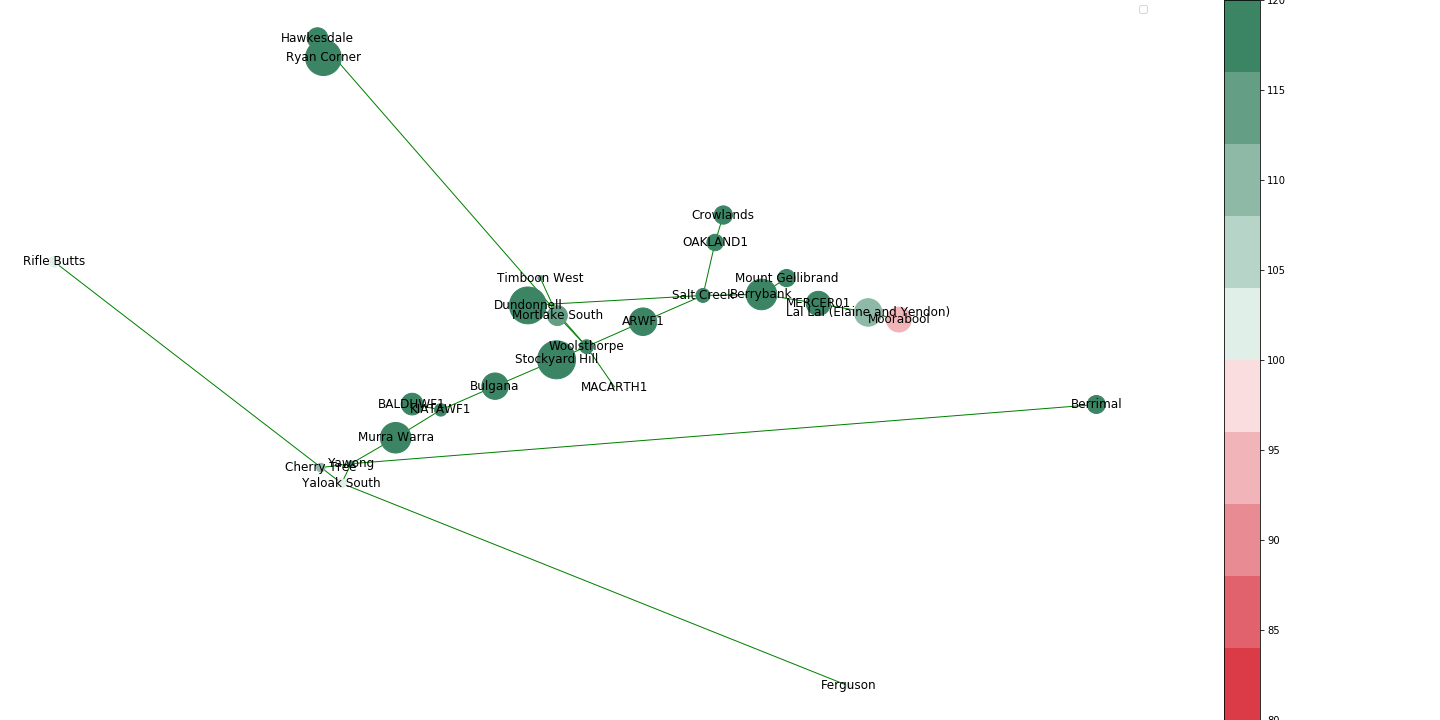 120
Hawkesdale
Ryan Corner
115
110
Crowlands
OAKLAND1
Rifle Butts
105
Timboon West
Mount Gellibrand
Salt Creek
Berrybank
MERCER01
Dundonnell
Lal Lal (Elaine and Yendon)
Mortlake South
Moorabool
ARWF1
Woolsthorpe
Stockyard Hill
100
Bulgana
MACARTH1
BALDHWF1
KIATAWF1
Berrimal
Murra Warra
95
Yawong
Cherry Tree
Yaloak South
90
85
Ferguson
80